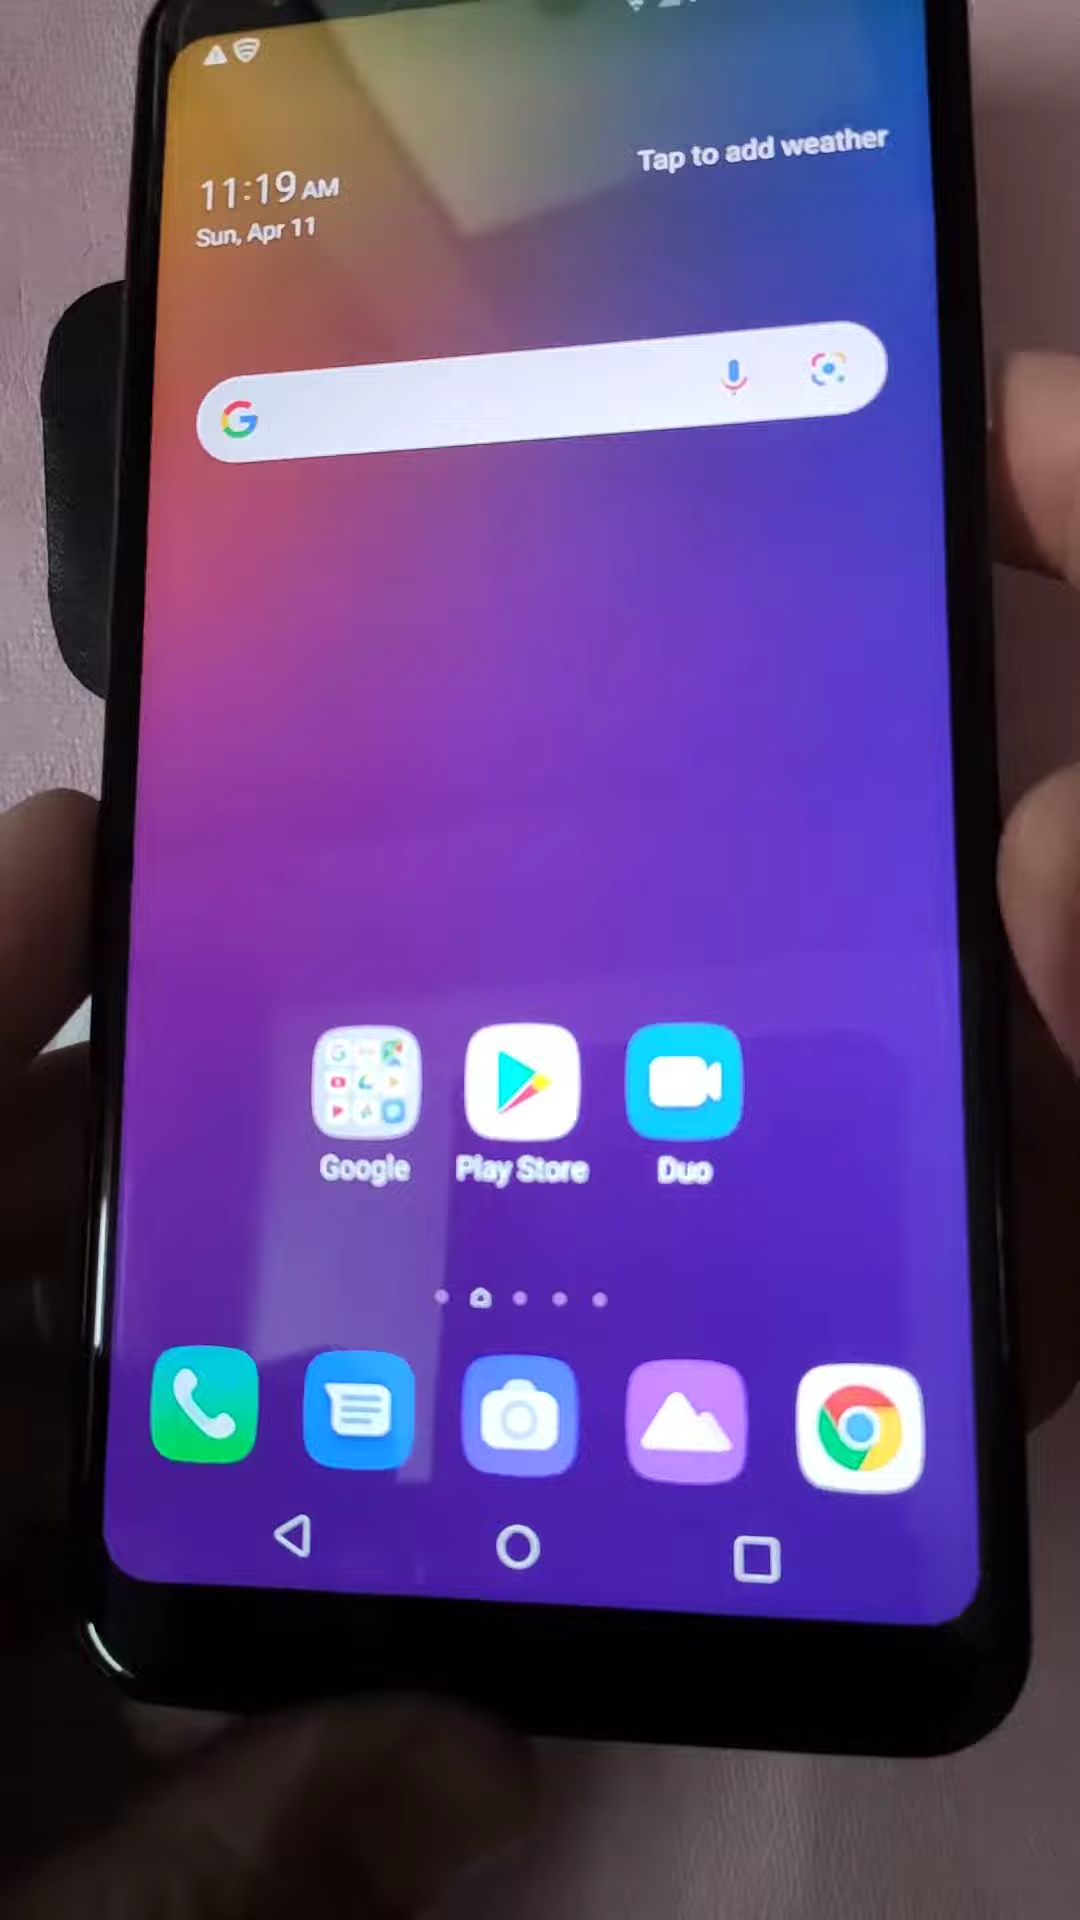 11:19 AM
Sun, Apr 11
Tap to add weather
Google
Play Store
Duo